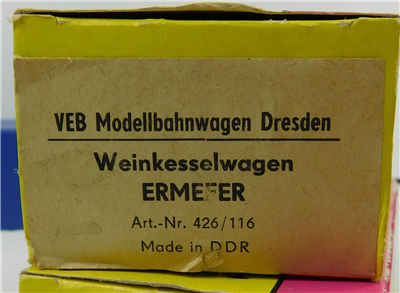 VEB Modellbahnwagen Dresden
Weinkesselwagen
ERMEFER
Art.-Nr. 426/116
Made in DDR